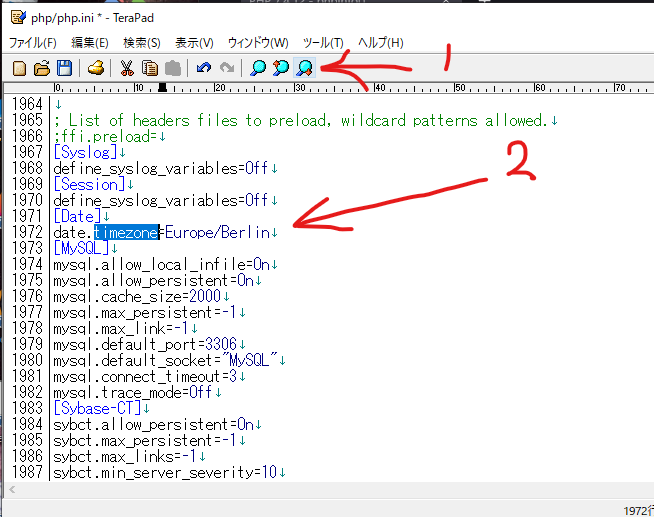 php/php.ini * - TeraPad
ファイル(F) 編集(E) 検索(S) 表示(V) ウィンドウ(W) ツール(T) ヘルプ(H)
1
0 10 20 30 40 50 60 70
1964 ↓
1965 ; List of headers files to preload, wildcard patterns allowed.↓
1966 ;ffi.preload=↓
1967 [Syslog]↓
1968 define_syslog_variables=Off↓
2
1969 [Session]↓
1970 define_syslog_variables=Off↓
1971 [Date]↓
1972 date.timezone=Europe/Berlin↓
1973 [MySQL]↓
1974 mysql.allow_local_infile=On↓
1975 mysql.allow_persistent=On↓
1976 mysql.cache_size=2000↓
1977 mysql.max_persistent=-1↓
1978 mysql.max_link=-1↓
1979 mysql.default_port=3306↓
1980 mysql.default_socket="MySQL"↓
1981 mysql.connect_timeout=3↓
1982 mysql.trace_mode=Off↓
1983 [Sybase-CT]↓
1984 sybct.allow_persistent=On↓
1985 sybct.max_persistent=-1↓
1986 sybct.max_links=-1↓
1987 sybct.min_server_severity=10↓
1972行